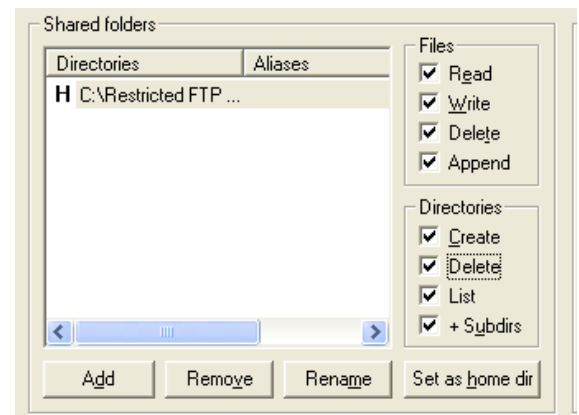 Shared folders
Directories Aliases
H C:\Restricted FTP ...
Files
Read
Write
Delete
Append
Directories
Create
Delete
List
+ Subdirs
Add Remove Rename Set as home dir